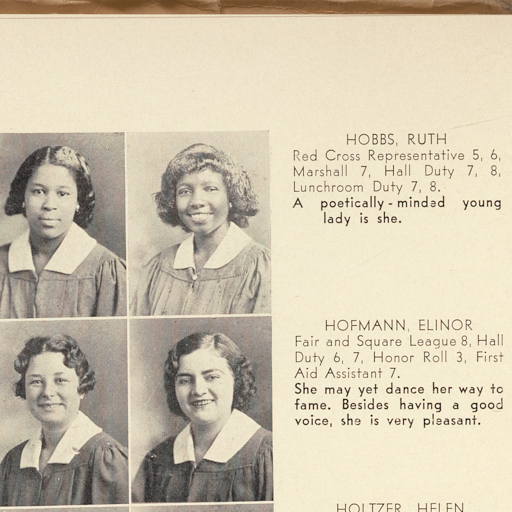 HOBBS, RUTH
Red Cross Representative 5, 6,
Marshall 7, Hall Duty 7, 8,
Lunchroom Duty 7, 8.
A poetically-minded young
lady is she.
HOFMANN, ELINOR
Fair and Square League 8, Hall
Duty 6, 7, Honor Roll 3, First
Aid Assistant 7.
She may yet dance her way to
fame. Besides having a good
voice, she is very pleasant.
HOLTZER, HELEN